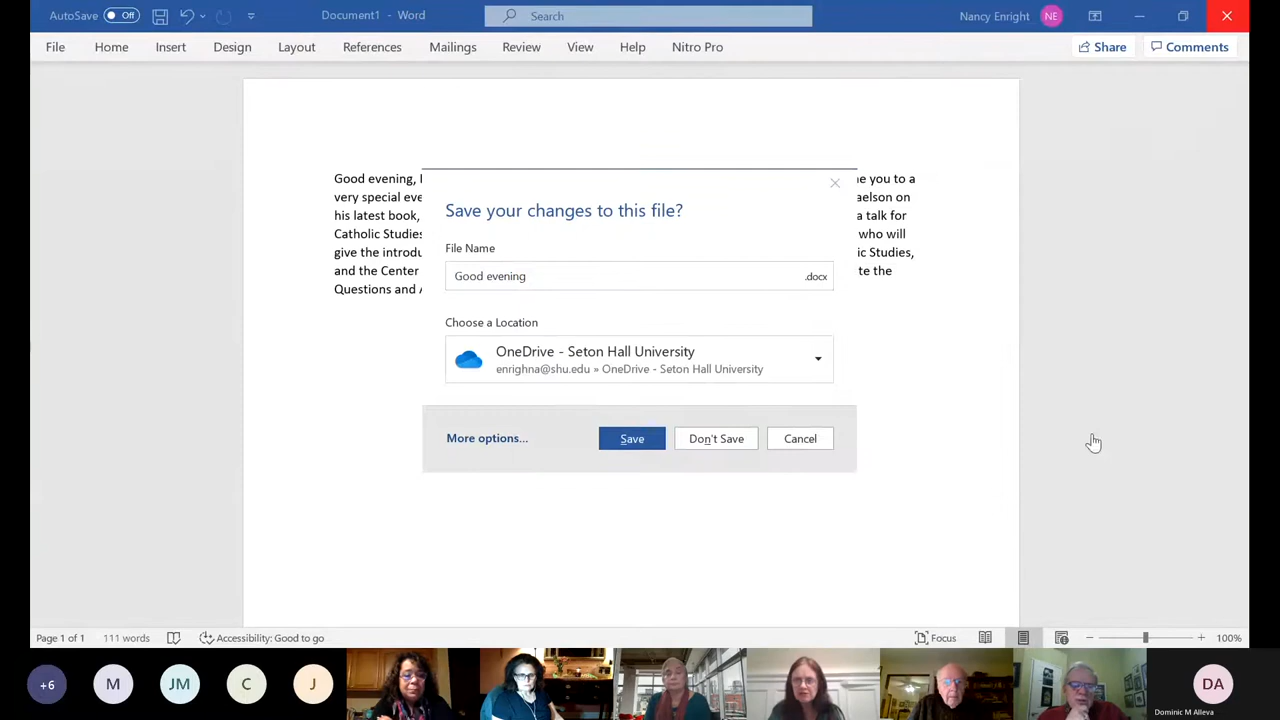 AutoSave Off Document1 - Word Search Nancy Enright NE
File Home Insert Design Layout References Mailings Review View Help Nitro Pro Share Comments
Good evening, ne you to a
very special eve aelson on
his latest book, a talk for
Catholic Studies who will
give the introdu ic Studies,
and the Center te the
Questions and A
Save your changes to this file?
File Name
Good evening .docx
Choose a Location
OneDrive - Seton Hall University
enrighna@shu.edu » OneDrive - Seton Hall University
More options... Save Don't Save Cancel
Page 1 of 1 111 words Accessibility: Good to go Focus 100%
+6 M JM C J DA
Dominic M Alleva